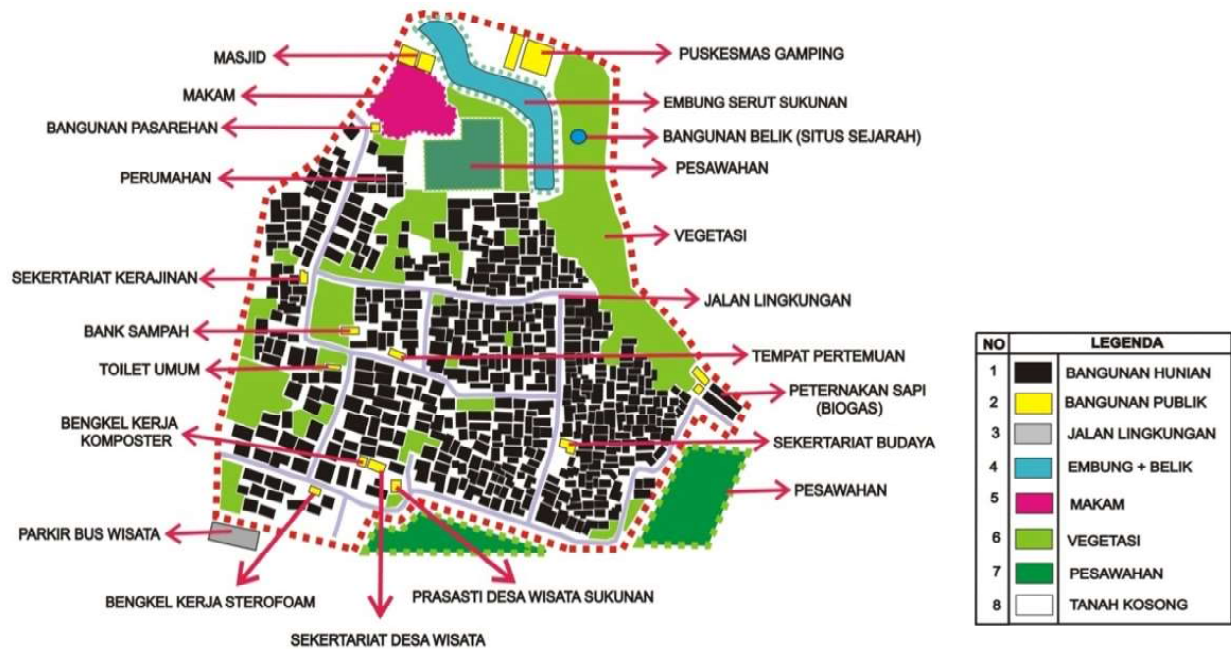 MASJID
PUSKESMAS GAMPING
MAKAM
EMBUNG SERUT SUKUNAN
BANGUNAN PASAREHAN
BANGUNAN BELIK (SITUS SEJARAH)
PERUMAHAN
PESAWAHAN
VEGETASI
SEKERTARIAT KERAJINAN
JALAN LINGKUNGAN
BANK SAMPAH
TEMPAT PERTEMUAN
TOILET UMUM
PETERNAKAN SAPI
(BIOGAS)
BENGKEL KERJA
KOMPOSTER
SEKERTARIAT BUDAYA
PESAWAHAN
PARKIR BUS WISATA
BENGKEL KERJA STEROFOAM
PRASASTI DESA WISATA SUKUNAN
SEKERTARIAT DESA WISATA
NO LEGENDA
1 BANGUNAN HUNIAN
2 BANGUNAN PUBLIK
3 JALAN LINGKUNGAN
4 EMBUNG + BELIK
5 MAKAM
6 VEGETASI
7 PESAWAHAN
8 TANAH KOSONG